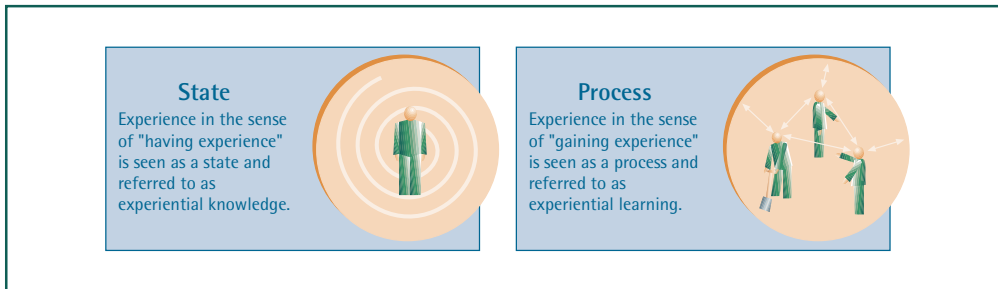 State
Experience in the sense
of "having experience"
is seen as a state and
referred to as
experiential knowledge.
Process
Experience in the sense
of "gaining experience"
is seen as a process and
referred to as
experiential learning.